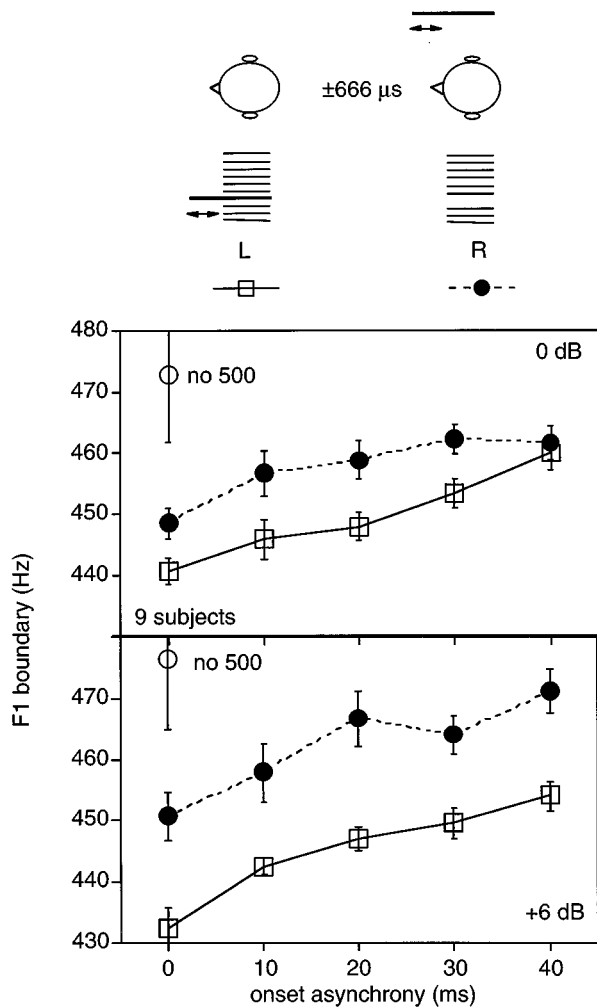 ±666 µs
L R
480
0 dB
no 500
470
460
450
440
9 subjects
F1 boundary (Hz)
no 500
470
460
450
440
430
+6 dB
0 10 20 30 40
onset asynchrony (ms)